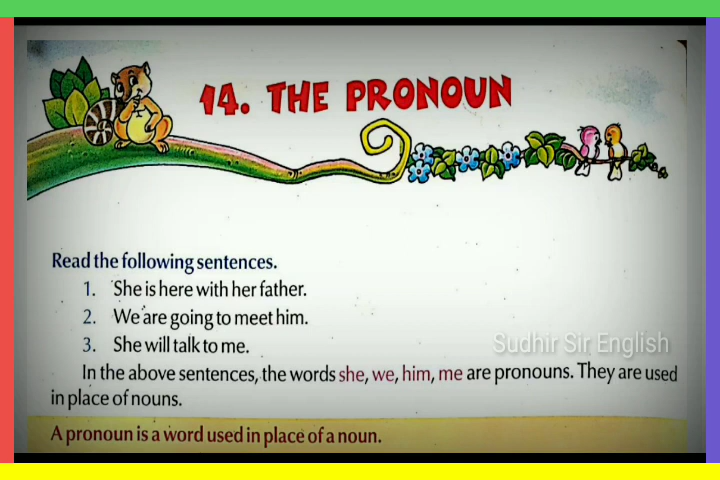 14. THE PRONOUN
Read the following sentences.
1. She is here with her father.
2. We are going to meet him.
3. She will talk to me.
Sudhir Sir English
In the above sentences, the words she, we, him, me are pronouns. They are used
in place of nouns.
A pronoun is a word used in place of a noun.